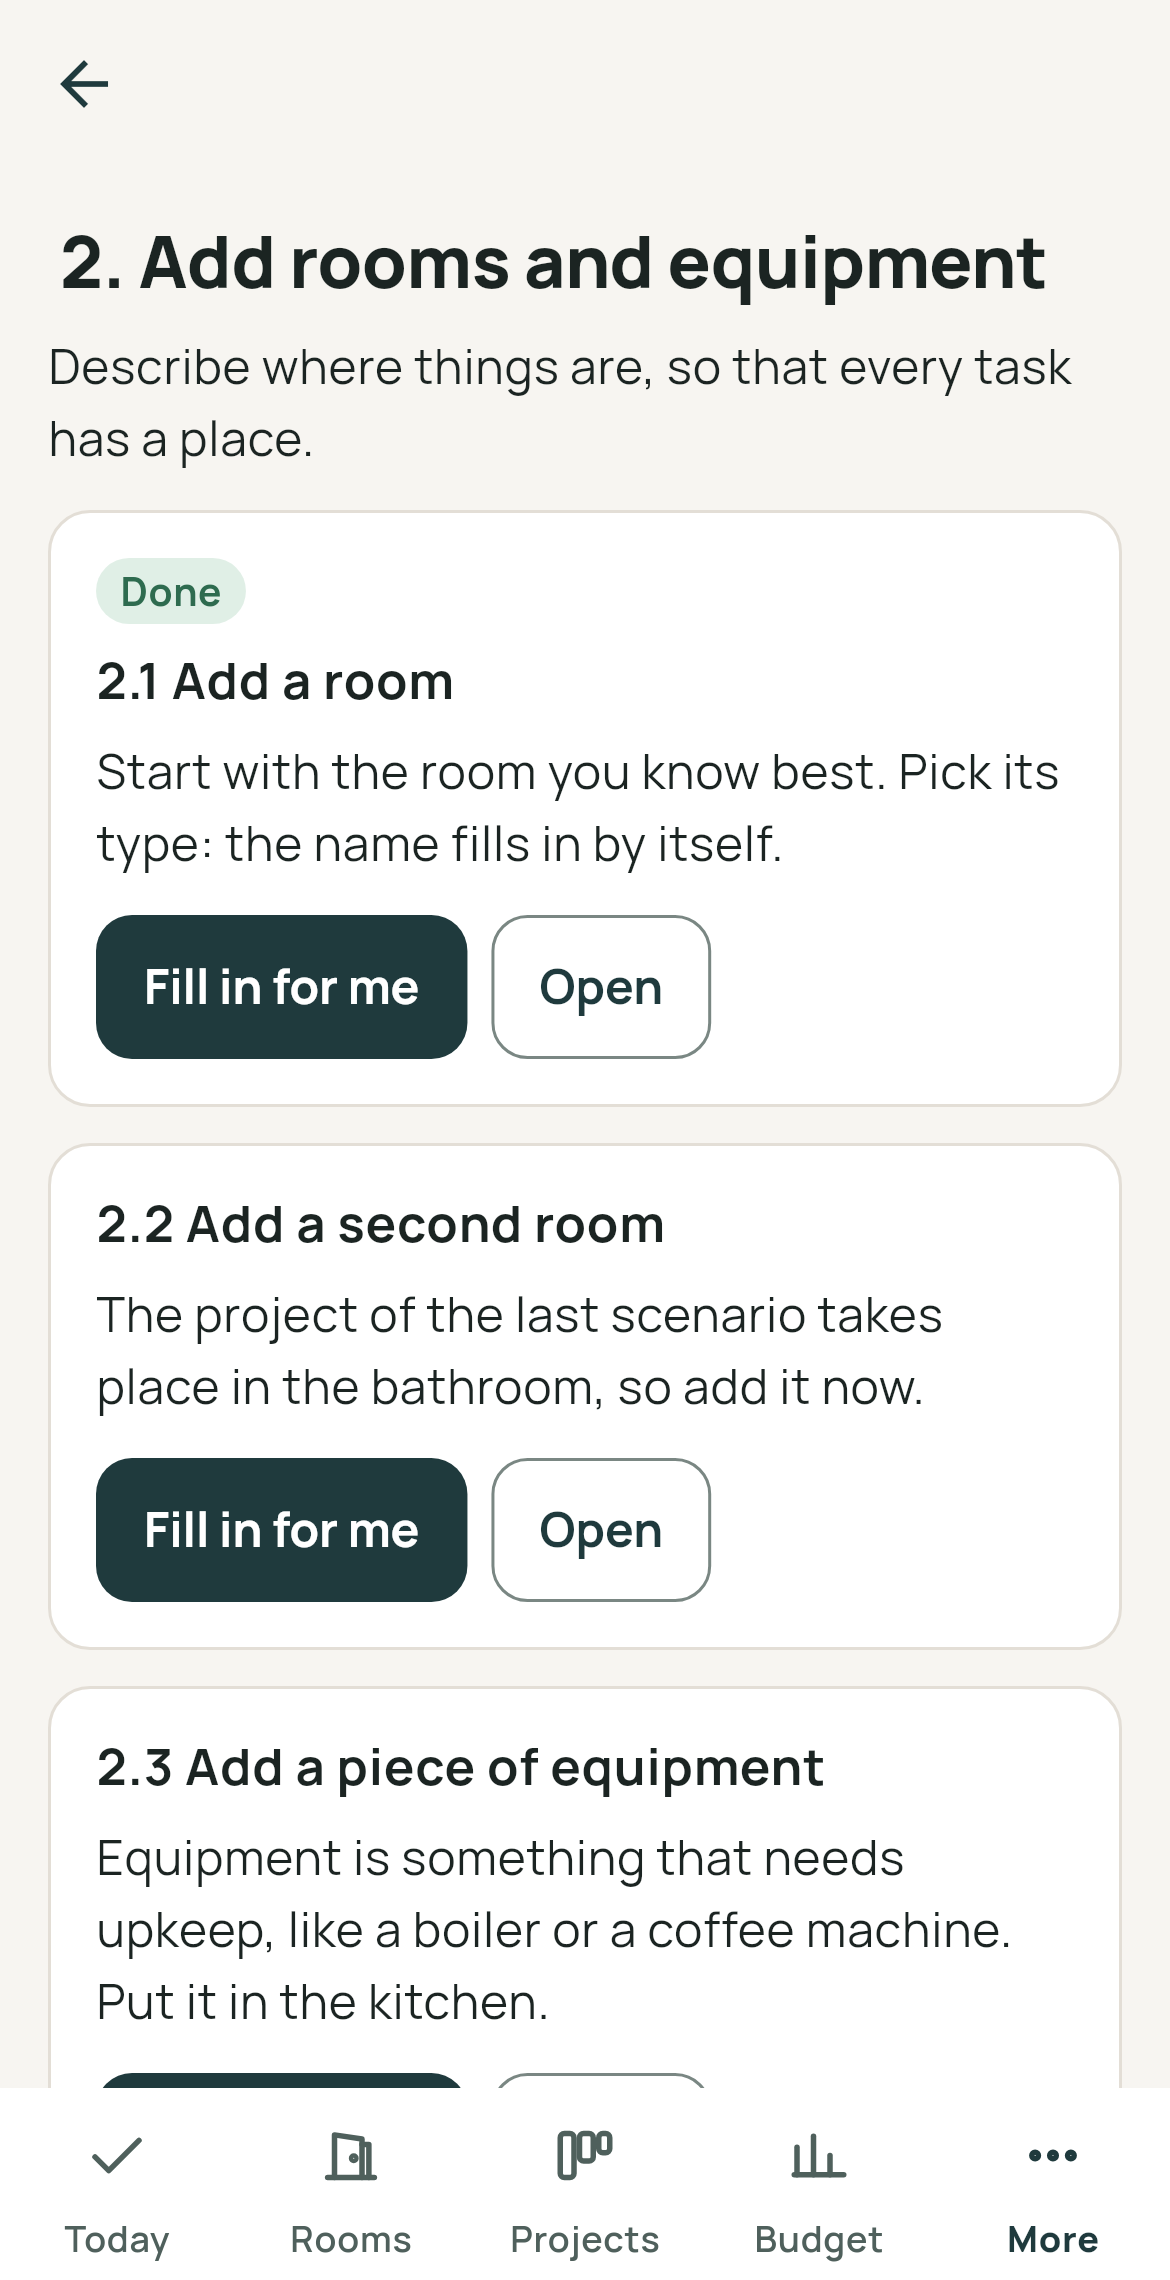 2. Add rooms and equipment
Describe where things are, so that every task
has a place.
Done
2.1 Add a room
Start with the room you know best. Pick its
type: the name fills in by itself.
Fill in for me
Open
2.2 Add a second room
The project of the last scenario takes
place in the bathroom, so add it now.
Fill in for me
Open
2.3 Add a piece of equipment
Equipment is something that needs
upkeep, like a boiler or a coffee machine.
Put it in the kitchen.
Today
Rooms
Projects
Budget
More